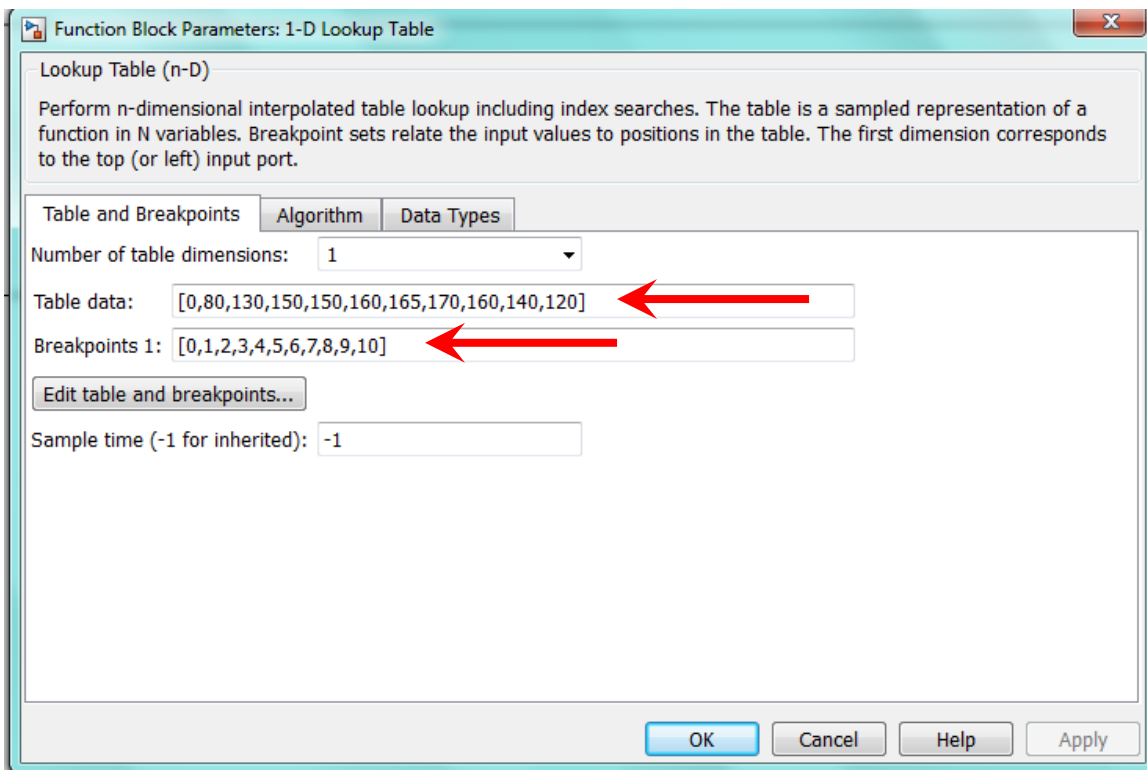 Function Block Parameters: 1-D Lookup Table
x
Lookup Table (n-D)
Perform n-dimensional interpolated table lookup including index searches. The table is a sampled representation of a
function in N variables. Breakpoint sets relate the input values to positions in the table. The first dimension corresponds
to the top (or left) input port.
Table and Breakpoints Algorithm Data Types
Number of table dimensions: 1
Table data: [0,80,130,150,150,160,165,170,160,140,120]
Breakpoints 1: [0,1,2,3,4,5,6,7,8,9,10]
Edit table and breakpoints...
Sample time (-1 for inherited): -1
OK Cancel Help Apply